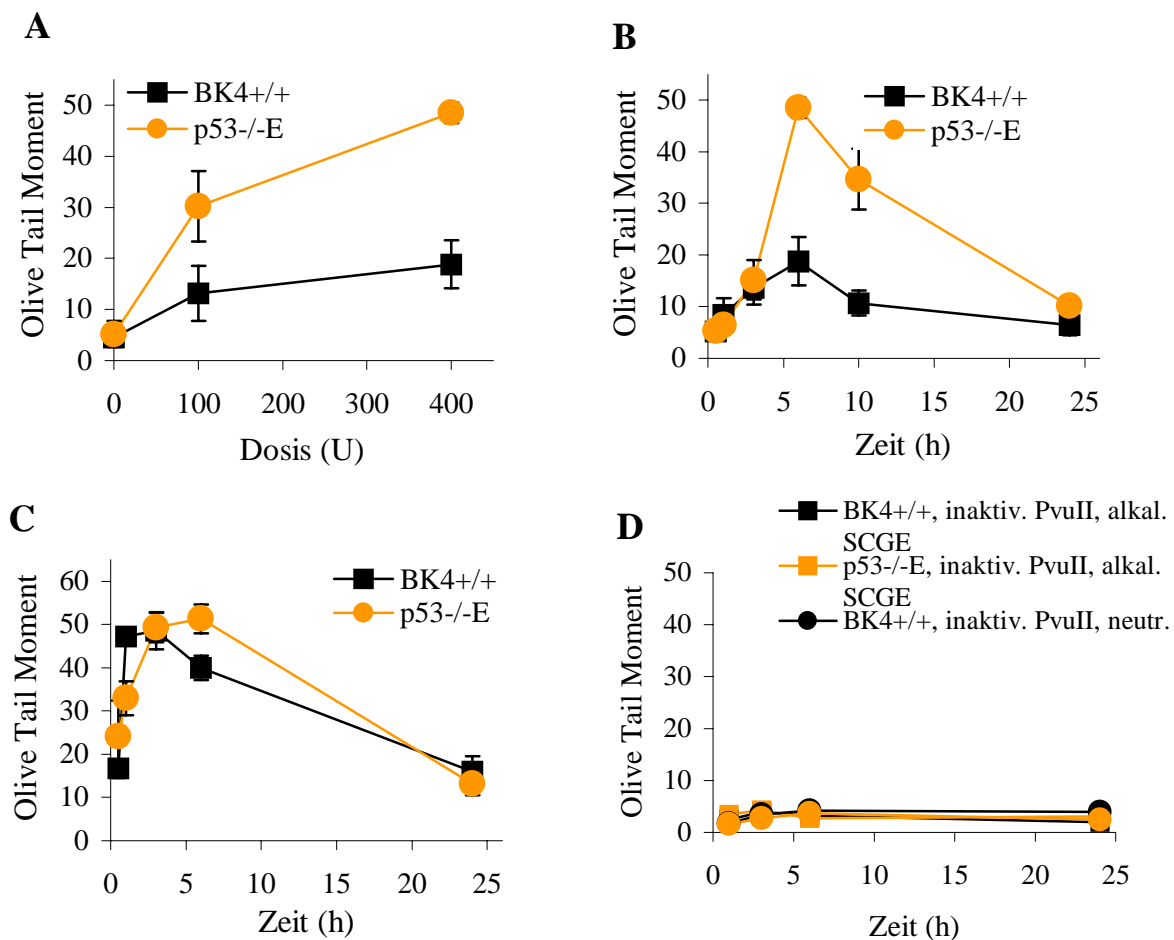 A
BK4+/+
p53-/-E
50
40
30
20
10
0
Olive Tail Moment
0 100 200 300 400
Dosis (U)
B
BK4+/+
p53-/-E
50
40
30
20
10
0
Olive Tail Moment
0 5 10 15 20 25
Zeit (h)
C
BK4+/+
p53-/-E
60
50
40
30
20
10
0
Olive Tail Moment
0 5 10 15 20 25
Zeit (h)
D
BK4+/+, inaktiv. PvuII, alkal.
SCGE
p53-/-E, inaktiv. PvuII, alkal.
SCGE
BK4+/+, inaktiv. PvuII, neutr.
50
40
30
20
10
0
Olive Tail Moment
0 5 10 15 20 25
Zeit (h)